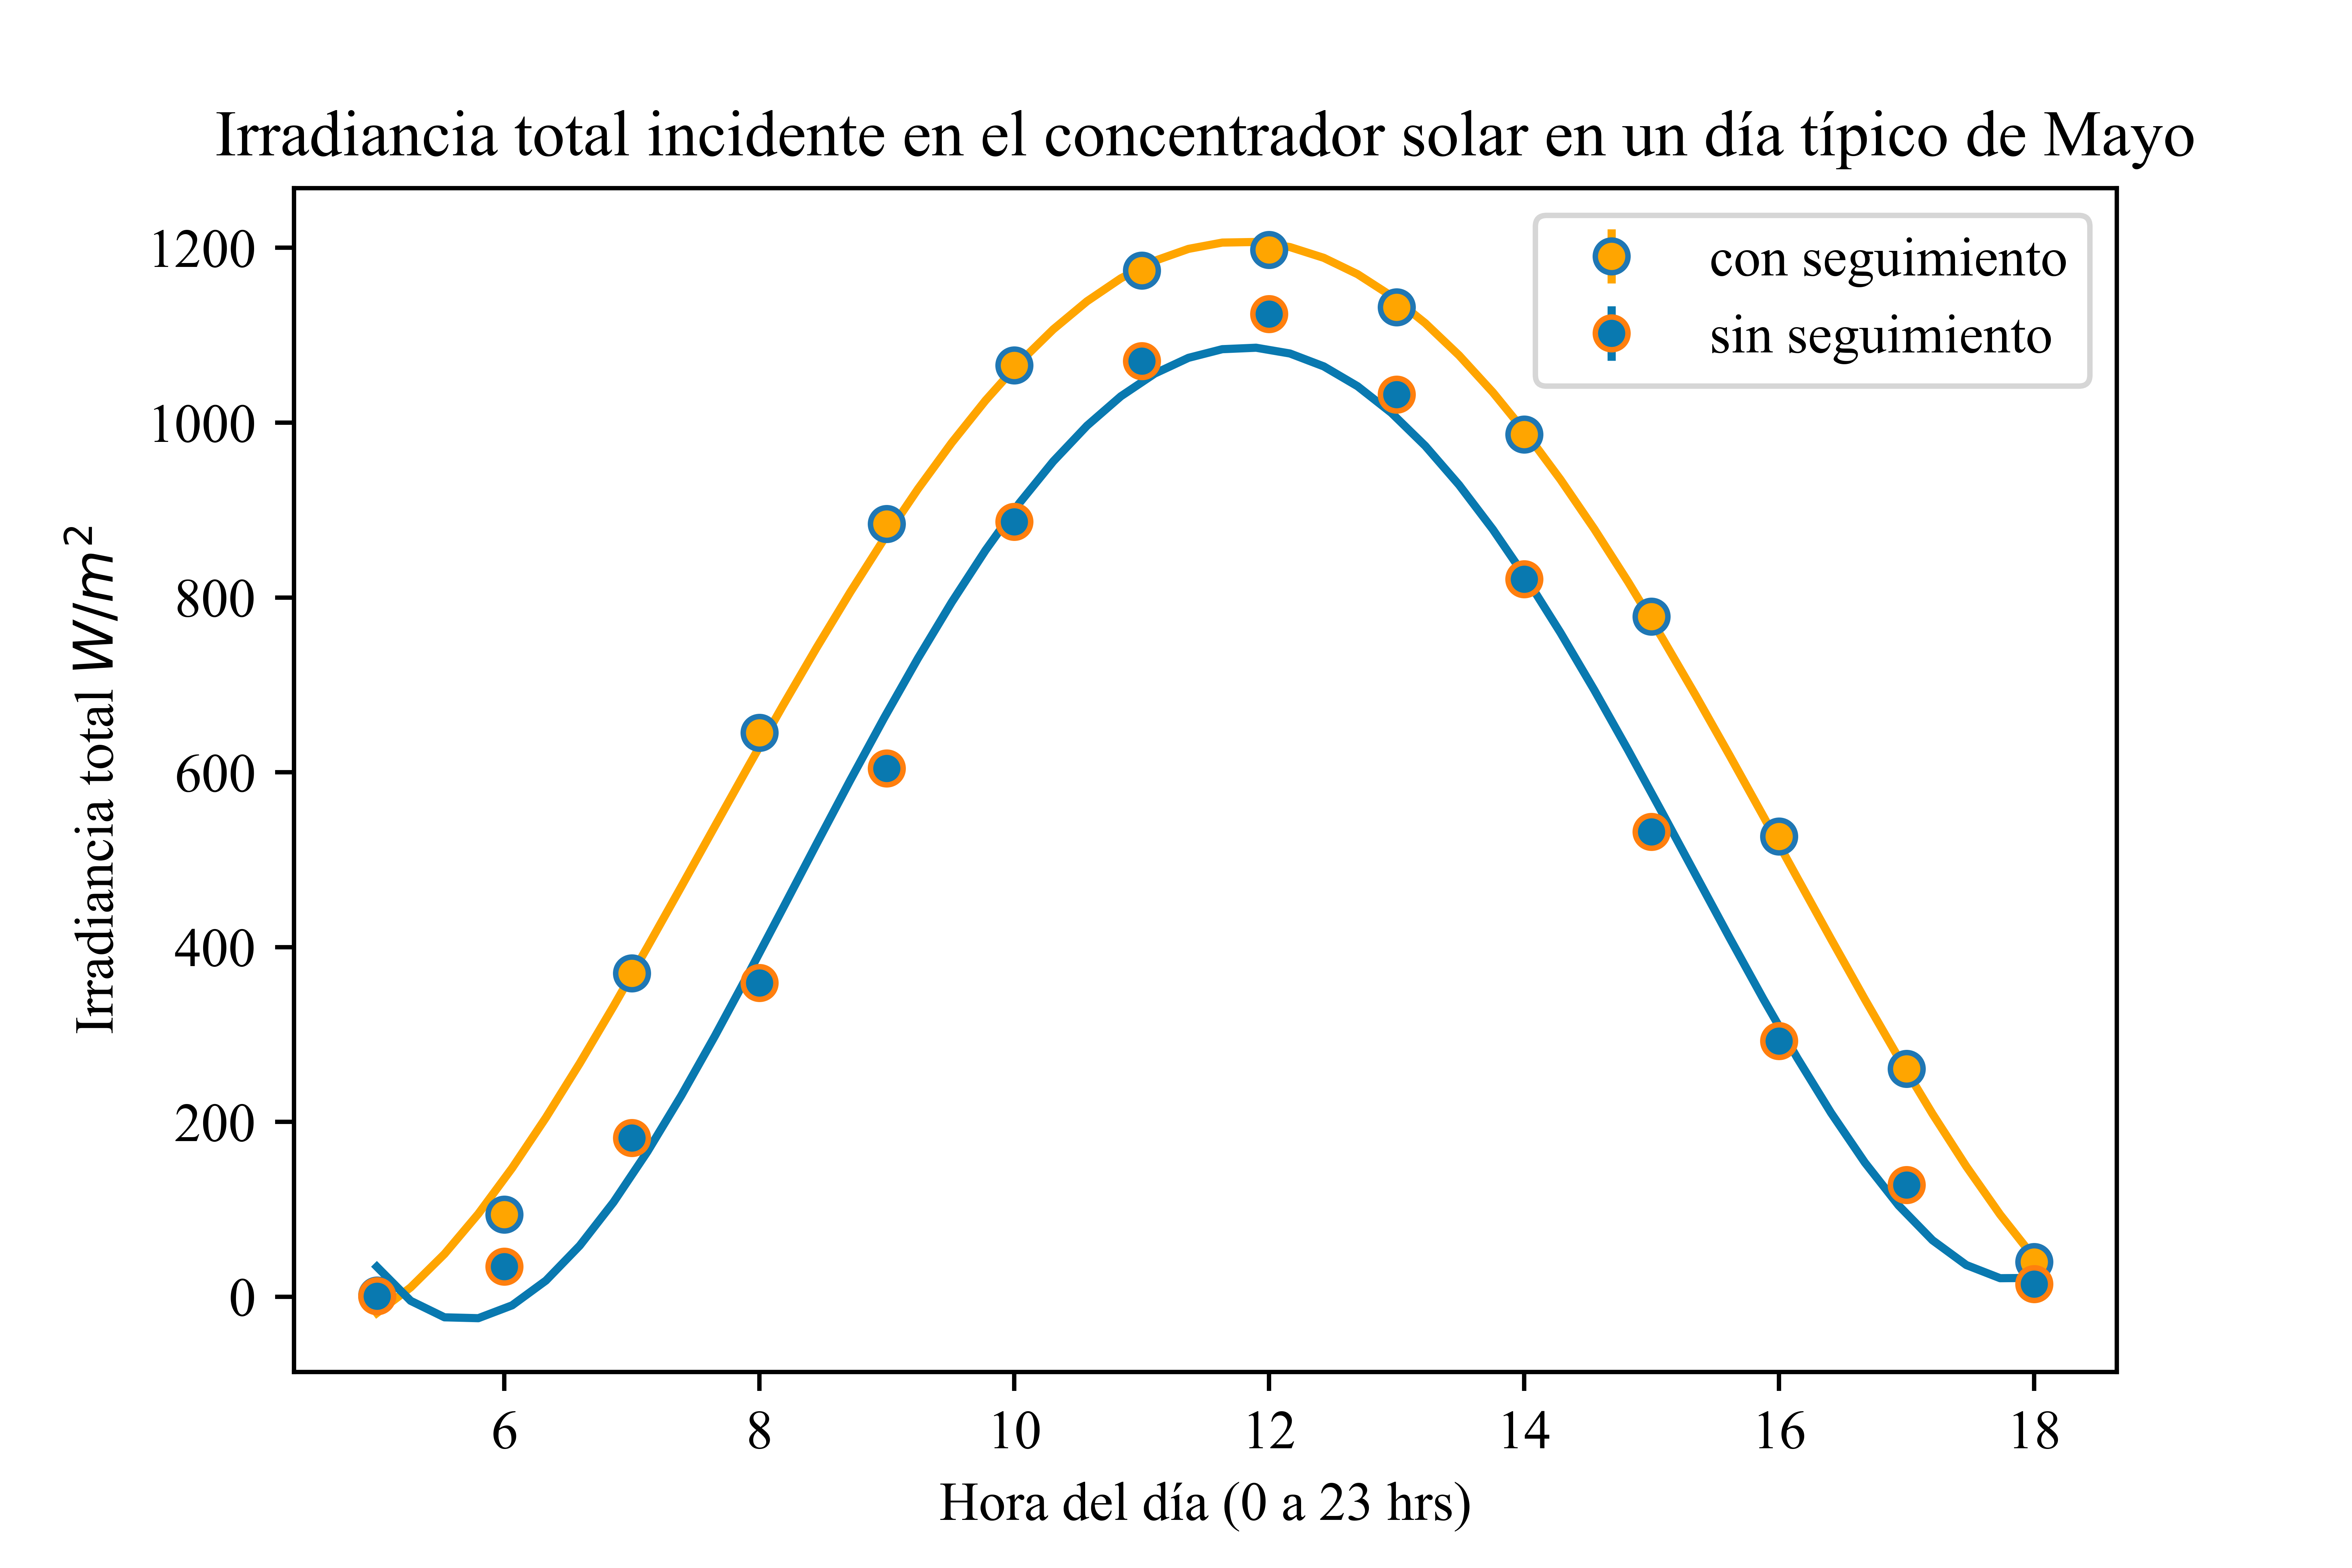 Irradiancia total incidente en el concentrador solar en un día típico de Mayo
con seguimiento
sin seguimiento
1200
1000
800
600
400
200
0
Irradiancia total W/m²
6 8 10 12 14 16 18
Hora del día (0 a 23 hrs)